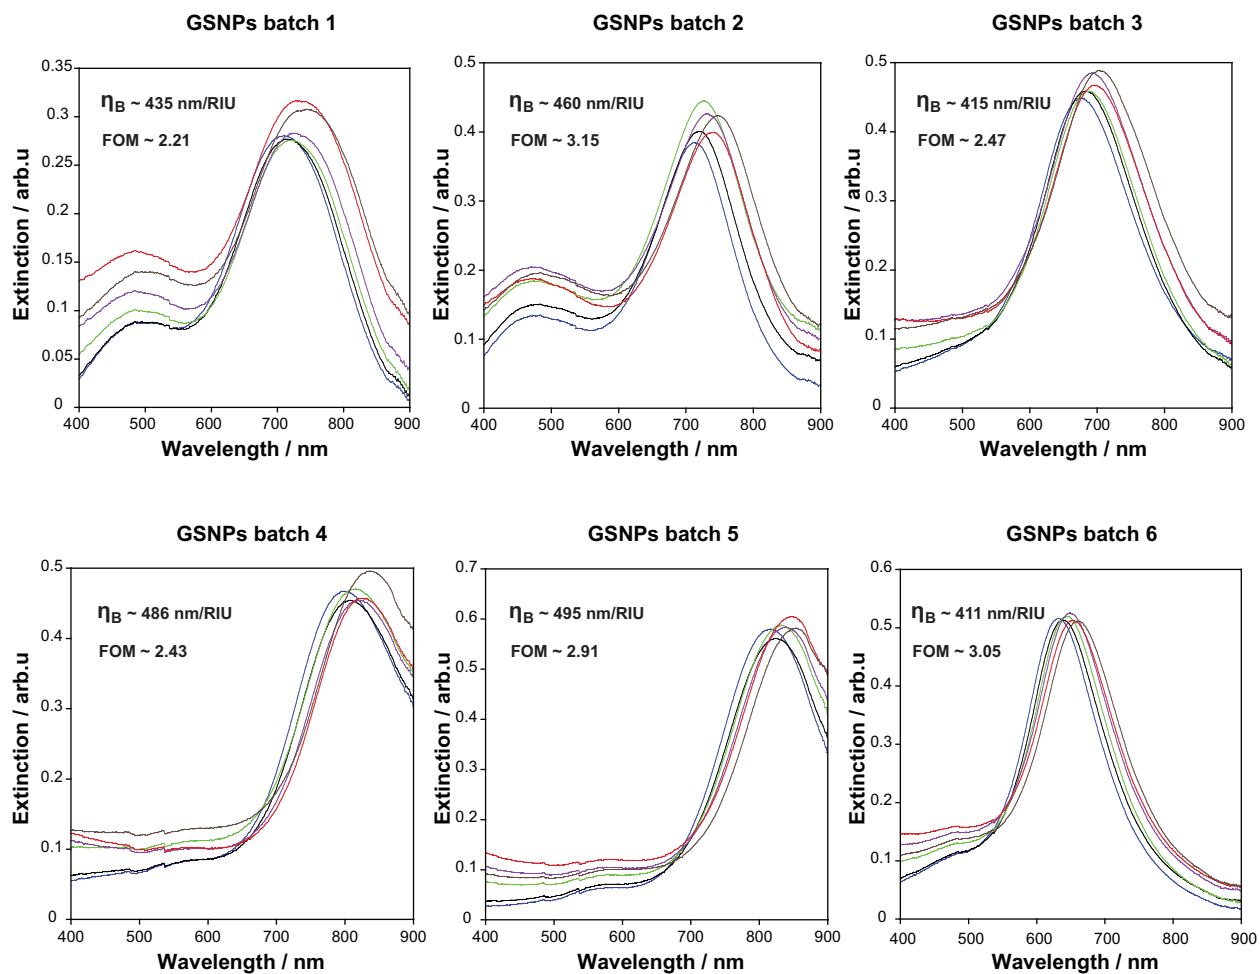 GSNPs batch 1
GSNPs batch 2
GSNPs batch 3
Extinction / arb.u
0.35
0.3
0.25
0.2
0.15
0.1
0.05
0
ηB ~ 435 nm/RIU
FOM ~ 2.21
400 500 600 700 800 900
Wavelength / nm
Extinction / arb.u
0.5
0.4
0.3
0.2
0.1
0
ηB ~ 460 nm/RIU
FOM ~ 3.15
400 500 600 700 800 900
Wavelength / nm
Extinction / arb.u
0.5
0.4
0.3
0.2
0.1
0
ηB ~ 415 nm/RIU
FOM ~ 2.47
400 500 600 700 800 900
Wavelength / nm
GSNPs batch 4
GSNPs batch 5
GSNPs batch 6
Extinction / arb.u
0.5
0.4
0.3
0.2
0.1
0
ηB ~ 486 nm/RIU
FOM ~ 2.43
400 500 600 700 800 900
Wavelength / nm
Extinction / arb.u
0.7
0.6
0.5
0.4
0.3
0.2
0.1
0
ηB ~ 495 nm/RIU
FOM ~ 2.91
400 500 600 700 800 900
Wavelength / nm
Extinction / arb.u
0.6
0.5
0.4
0.3
0.2
0.1
0
ηB ~ 411 nm/RIU
FOM ~ 3.05
400 500 600 700 800 900
Wavelength / nm